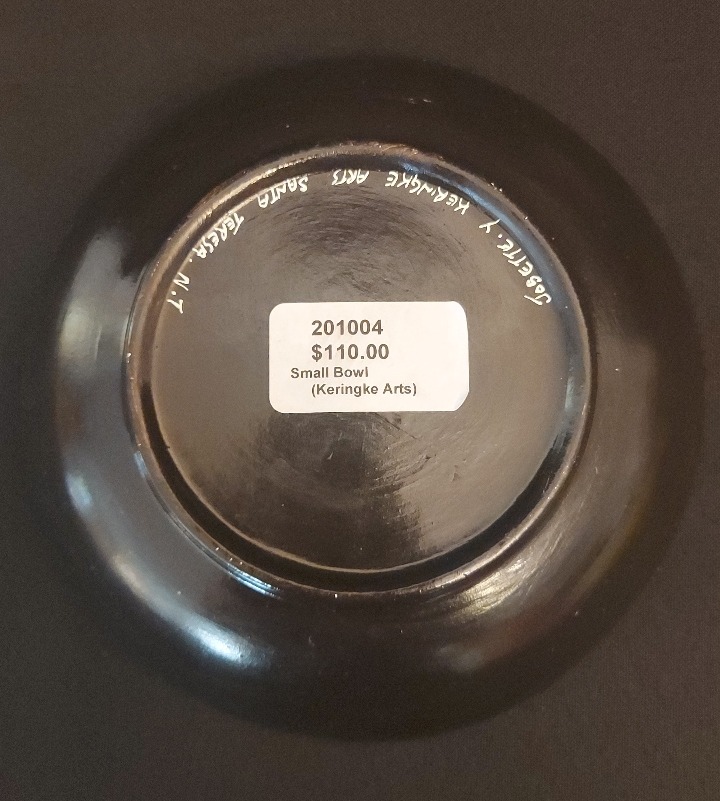 JOSETTE. Y KERINGKE ARTS SANTA TERESA. N.T
201004
$110.00
Small Bowl
(Keringke Arts)